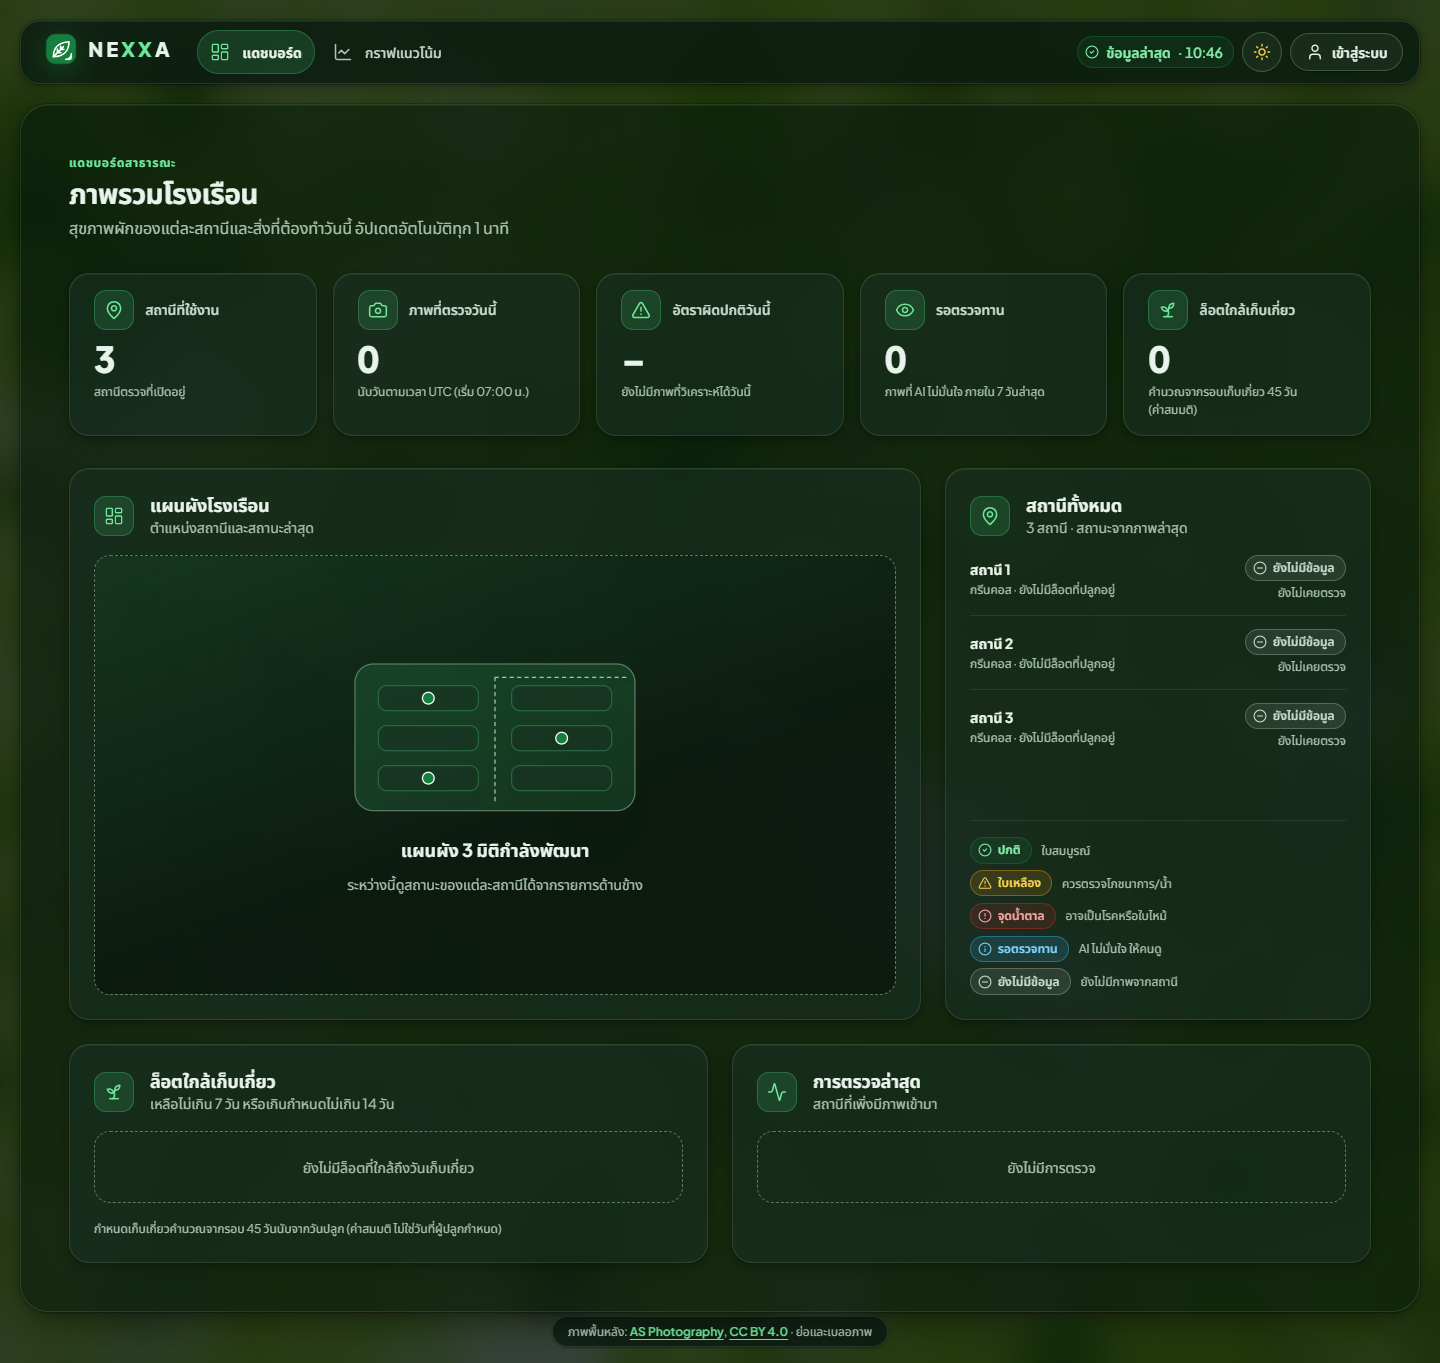 NEXXA
แดชบอร์ด
กราฟแนวโน้ม
ข้อมูลล่าสุด · 10:46
เข้าสู่ระบบ
แดชบอร์ดสาธารณะ
ภาพรวมโรงเรือน
สุขภาพผักของแต่ละสถานีและสิ่งที่ต้องทำวันนี้ อัปเดตอัตโนมัติทุก 1 นาที
สถานีที่ใช้งาน
3
สถานีตรวจที่เปิดอยู่
ภาพที่ตรวจวันนี้
0
นับวันตามเวลา UTC (เริ่ม 07:00 น.)
อัตราผิดปกติวันนี้
–
ยังไม่มีภาพที่วิเคราะห์ได้วันนี้
รอตรวจทาน
0
ภาพที่ AI ไม่มั่นใจ ภายใน 7 วันล่าสุด
ล็อตใกล้เก็บเกี่ยว
0
คำนวณจากรอบเก็บเกี่ยว 45 วัน
(ค่าสมมติ)
แผนผังโรงเรือน
ตำแหน่งสถานีและสถานะล่าสุด
แผนผัง 3 มิติกำลังพัฒนา
ระหว่างนี้ดูสถานะของแต่ละสถานีได้จากรายการด้านข้าง
สถานีทั้งหมด
3 สถานี · สถานะจากภาพล่าสุด
สถานี 1
กรีนคอส · ยังไม่มีล็อตที่ปลูกอยู่
ยังไม่มีข้อมูล
ยังไม่เคยตรวจ
สถานี 2
กรีนคอส · ยังไม่มีล็อตที่ปลูกอยู่
ยังไม่มีข้อมูล
ยังไม่เคยตรวจ
สถานี 3
กรีนคอส · ยังไม่มีล็อตที่ปลูกอยู่
ยังไม่มีข้อมูล
ยังไม่เคยตรวจ
ปกติ ใบสมบูรณ์
ใบเหลือง ควรตรวจโภชนาการ/น้ำ
จุดน้ำตาล อาจเป็นโรคหรือใบไหม้
รอตรวจทาน AI ไม่มั่นใจ ให้คนดู
ยังไม่มีข้อมูล ยังไม่มีภาพจากสถานี
ล็อตใกล้เก็บเกี่ยว
เหลือไม่เกิน 7 วัน หรือเกินกำหนดไม่เกิน 14 วัน
ยังไม่มีล็อตที่ใกล้ถึงวันเก็บเกี่ยว
กำหนดเก็บเกี่ยวคำนวณจากรอบ 45 วันนับจากวันปลูก (ค่าสมมติ ไม่ใช่วันที่ผู้ปลูกกำหนด)
การตรวจล่าสุด
สถานีที่เพิ่งมีภาพเข้ามา
ยังไม่มีการตรวจ
ภาพพื้นหลัง: AS Photography, CC BY 4.0 · ย่อและเบลอภาพ